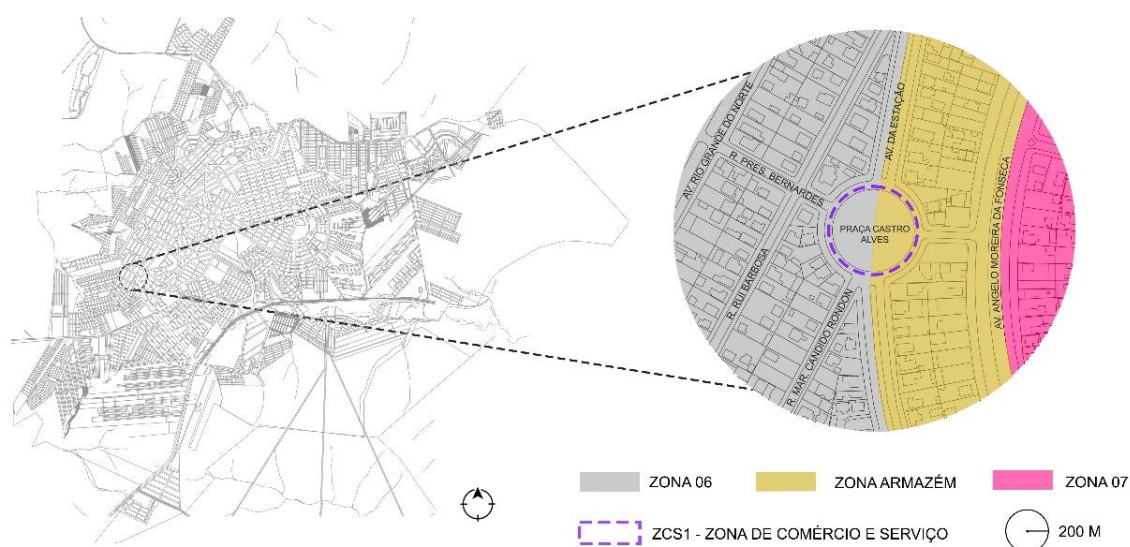 AV. RIO GRANDE DO NORTE
R. PRES. BERNARDES
AV. DA ESTAÇÃO
PRAÇA CASTRO
ALVES
R. RUI BARBOSA
R. MAR. CANDIDO RONDON
AV. ANGELO MOREIRA DA FONSECA
ZONA 06
ZONA ARMAZÉM
ZONA 07
ZCS1 - ZONA DE COMÉRCIO E SERVIÇO
200 M